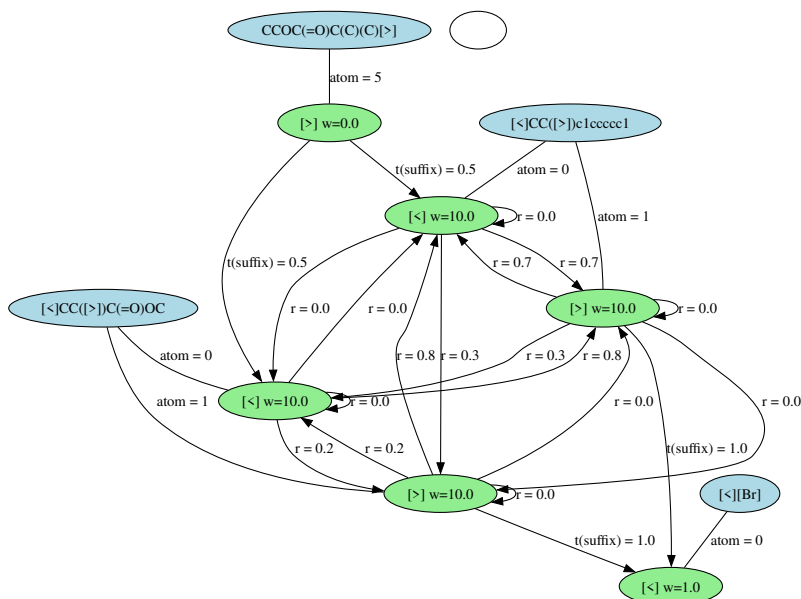 CCOC(=O)C(C)(C)[>]
atom = 5
[>] w=0.0
[<]CC([>])c1ccccc1
t(suffix) = 0.5
atom = 0
[<] w=10.0
r = 0.0
atom = 1
t(suffix) = 0.5
r = 0.7
r = 0.7
[<]CC([>])C(=O)OC
r = 0.0
r = 0.0
[>] w=10.0
r = 0.0
atom = 0
r = 0.8
r = 0.3
r = 0.3
r = 0.8
[<] w=10.0
r = 0.0
atom = 1
r = 0.0
r = 0.0
r = 0.2
r = 0.2
t(suffix) = 1.0
[>] w=10.0
r = 0.0
[<][Br]
t(suffix) = 1.0
atom = 0
[<] w=1.0